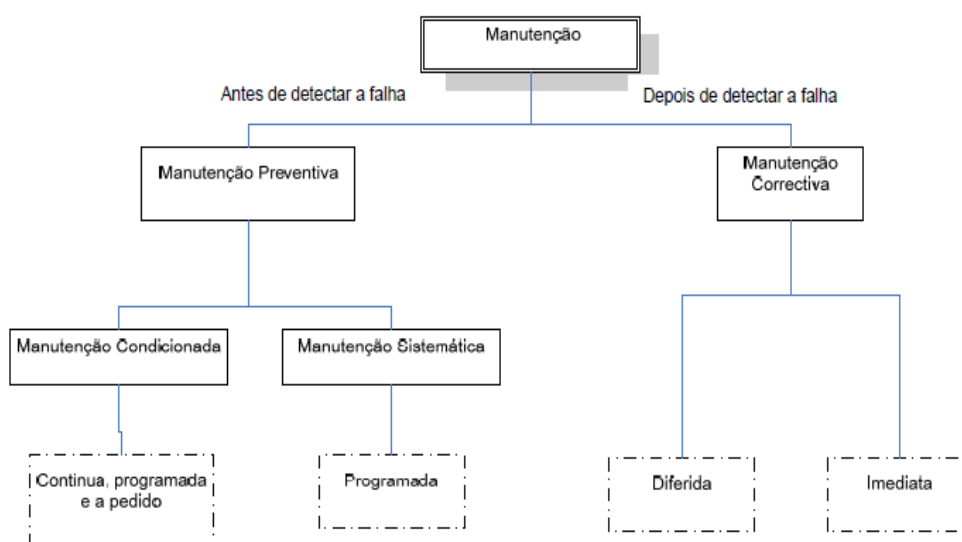 Manutenção
Antes de detectar a falha
Depois de detectar a falha
Manutenção Preventiva
Manutenção
Correctiva
Manutenção Condicionada
Manutenção Sistemática
Continua, programada
e a pedido
Programada
Diferida
Imediata